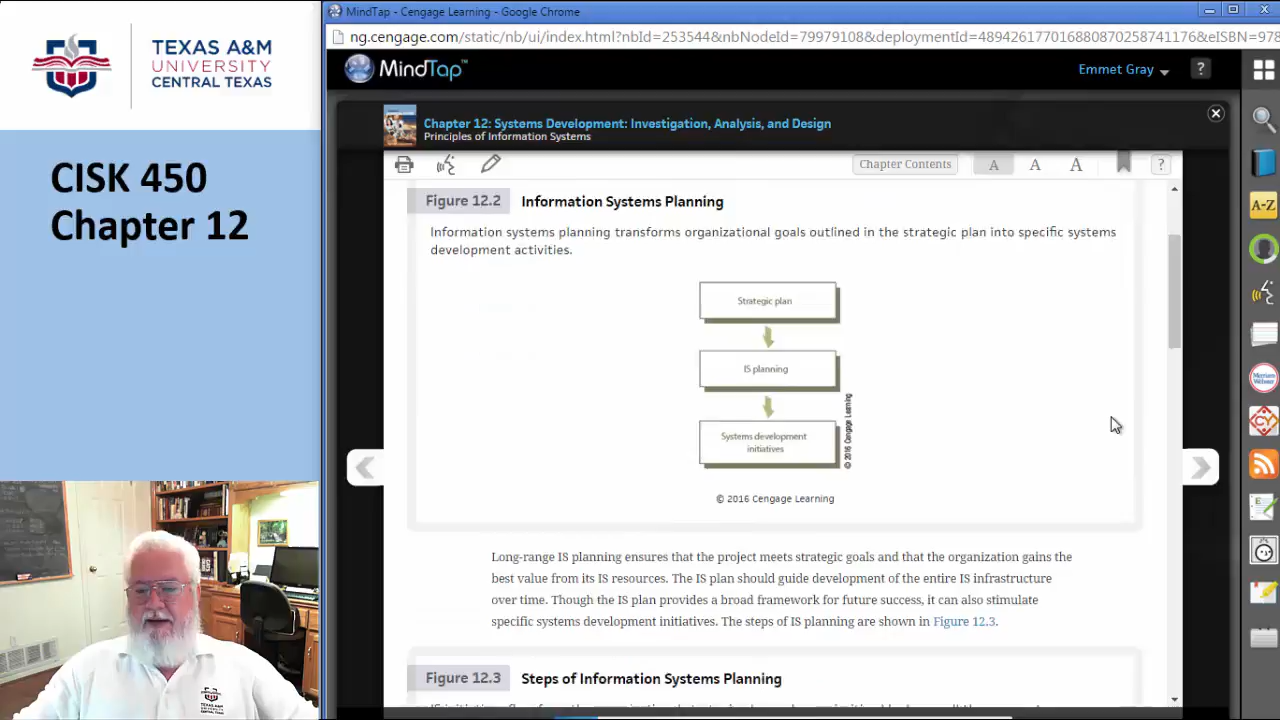 TEXAS A&M
UNIVERSITY
CENTRAL TEXAS
CISK 450
Chapter 12
MindTap - Cengage Learning - Google Chrome
ng.cengage.com/static/nb/ui/index.html?nbId=253544&nbNodeId=79979108&deploymentId=4894261770168870258741176&eISBN=978
MindTap™
Emmet Gray
?
Chapter 12: Systems Development: Investigation, Analysis, and Design
Principles of Information Systems
Chapter Contents
A
A
A
?
A-Z
Figure 12.2 Information Systems Planning
Information systems planning transforms organizational goals outlined in the strategic plan into specific systems
development activities.
Strategic plan
IS planning
Systems development
initiatives
© 2016 Cengage Learning
© 2016 Cengage Learning
Merriam
Webster
Long-range IS planning ensures that the project meets strategic goals and that the organization gains the
best value from its IS resources. The IS plan should guide development of the entire IS infrastructure
over time. Though the IS plan provides a broad framework for future success, it can also stimulate
specific systems development initiatives. The steps of IS planning are shown in Figure 12.3.
Figure 12.3 Steps of Information Systems Planning